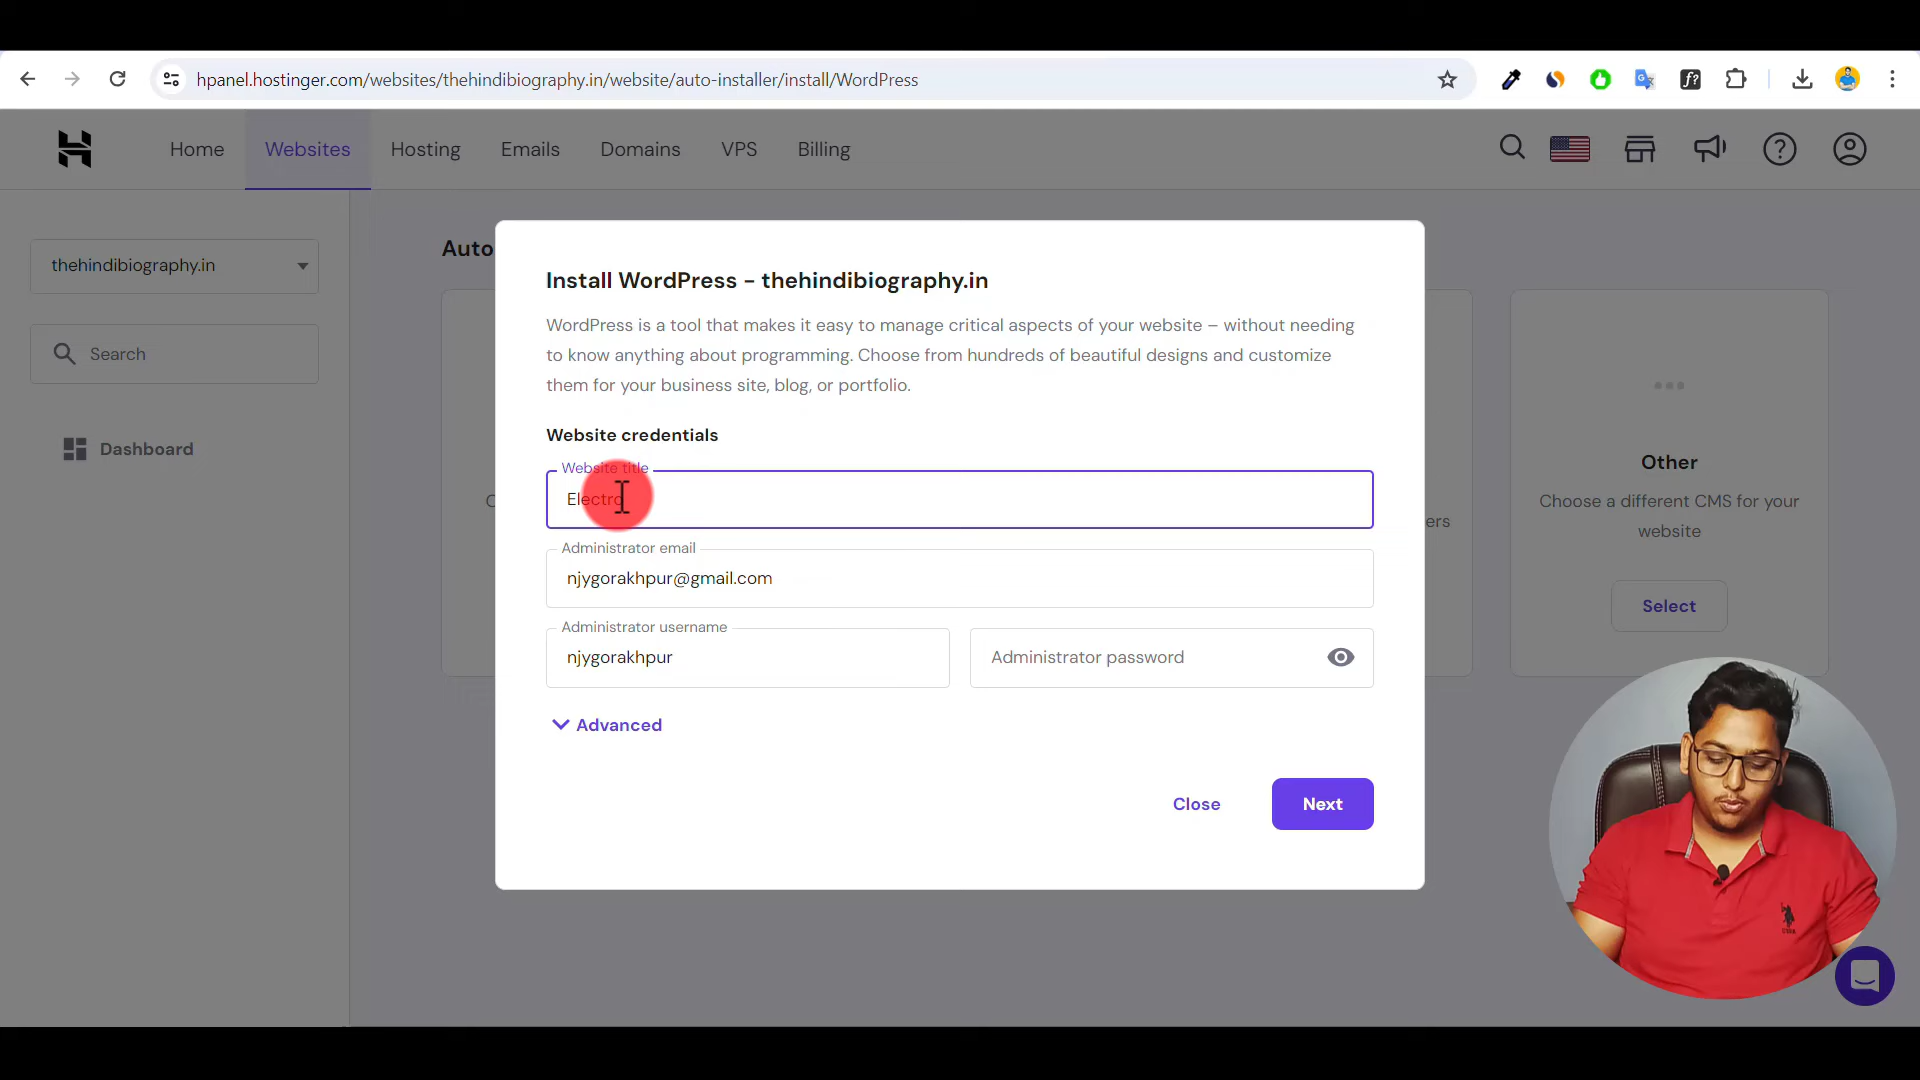 hpanel.hostinger.com/websites/thehindibiography.in/website/auto-installer/install/WordPress
Home
Websites
Hosting
Emails
Domains
VPS
Billing
thehindibiography.in
Search
Dashboard
Auto
Install WordPress – thehindibiography.in
WordPress is a tool that makes it easy to manage critical aspects of your website – without needing
to know anything about programming. Choose from hundreds of beautiful designs and customize
them for your business site, blog, or portfolio.
Website credentials
Website title
Electro
Administrator email
njygorakhpur@gmail.com
Administrator username
njygorakhpur
Administrator password
Advanced
Close
Next
ers
Other
Choose a different CMS for your
website
Select